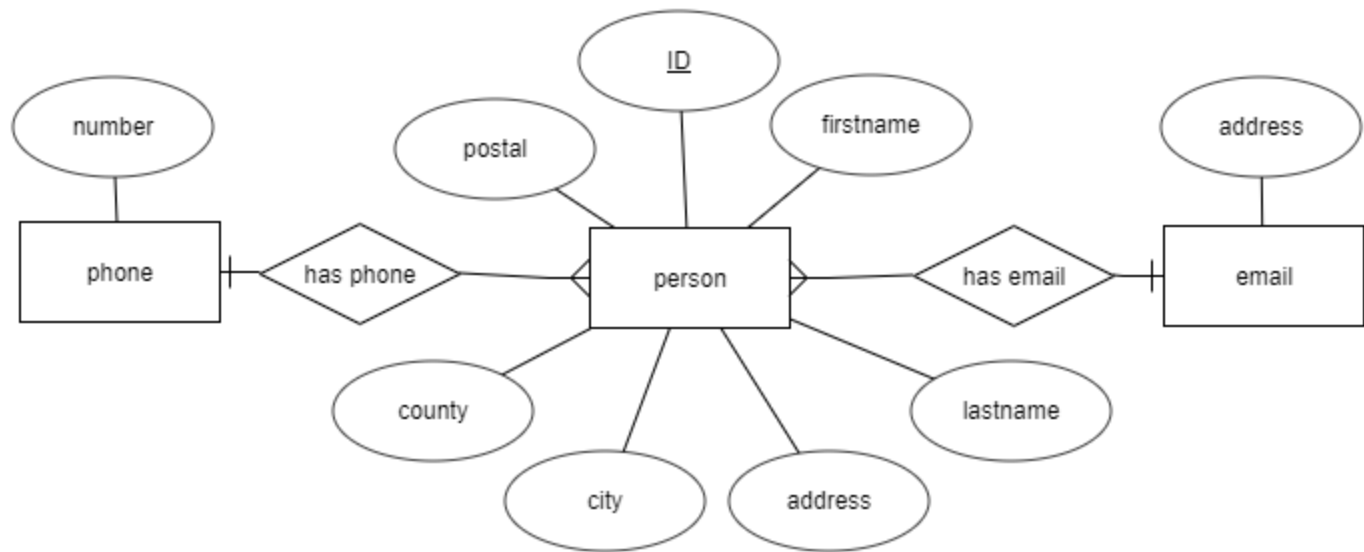 ID
number
postal
firstname
address
phone
has phone
person
has email
email
county
lastname
city
address